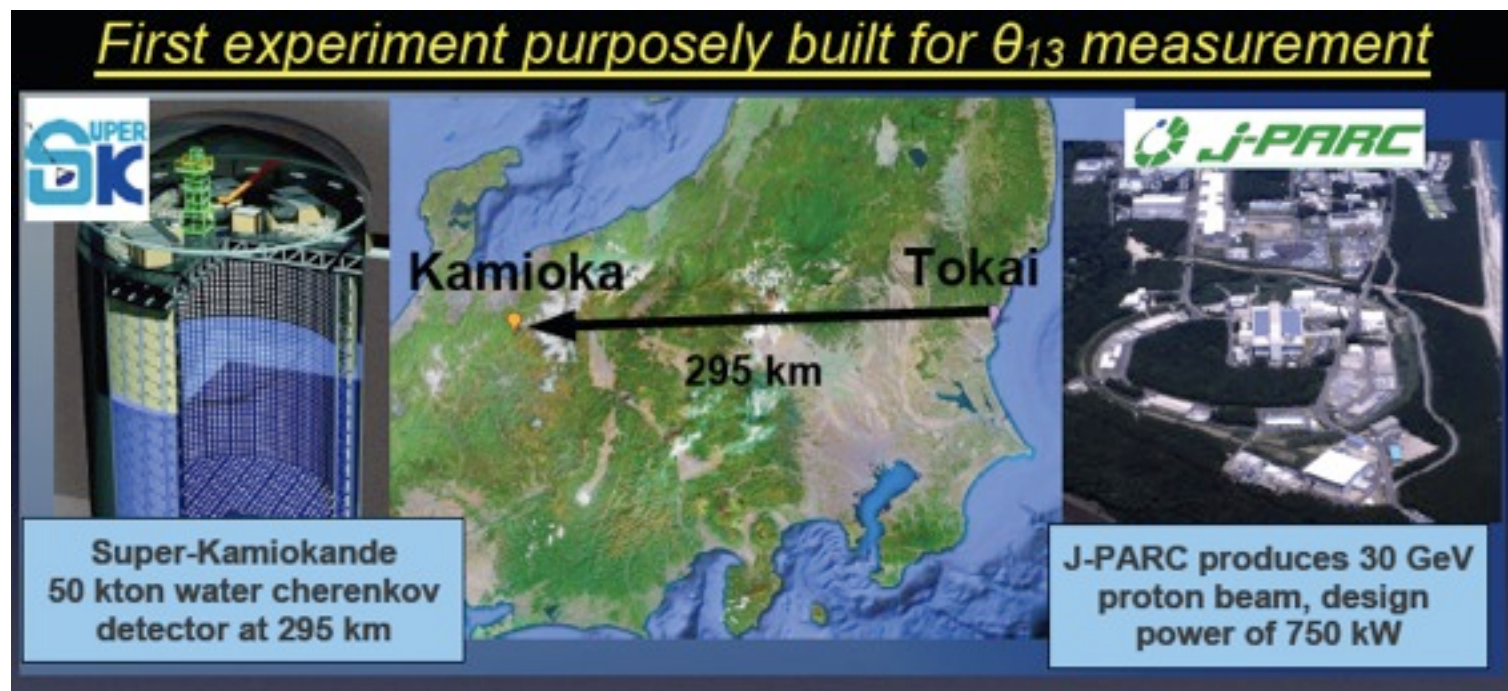 First experiment purposely built for θ13 measurement
SUPER
SK
J-PARC
Kamioka
Tokai
295 km
Super-Kamiokande
50 kton water cherenkov
detector at 295 km
J-PARC produces 30 GeV
proton beam, design
power of 750 kW